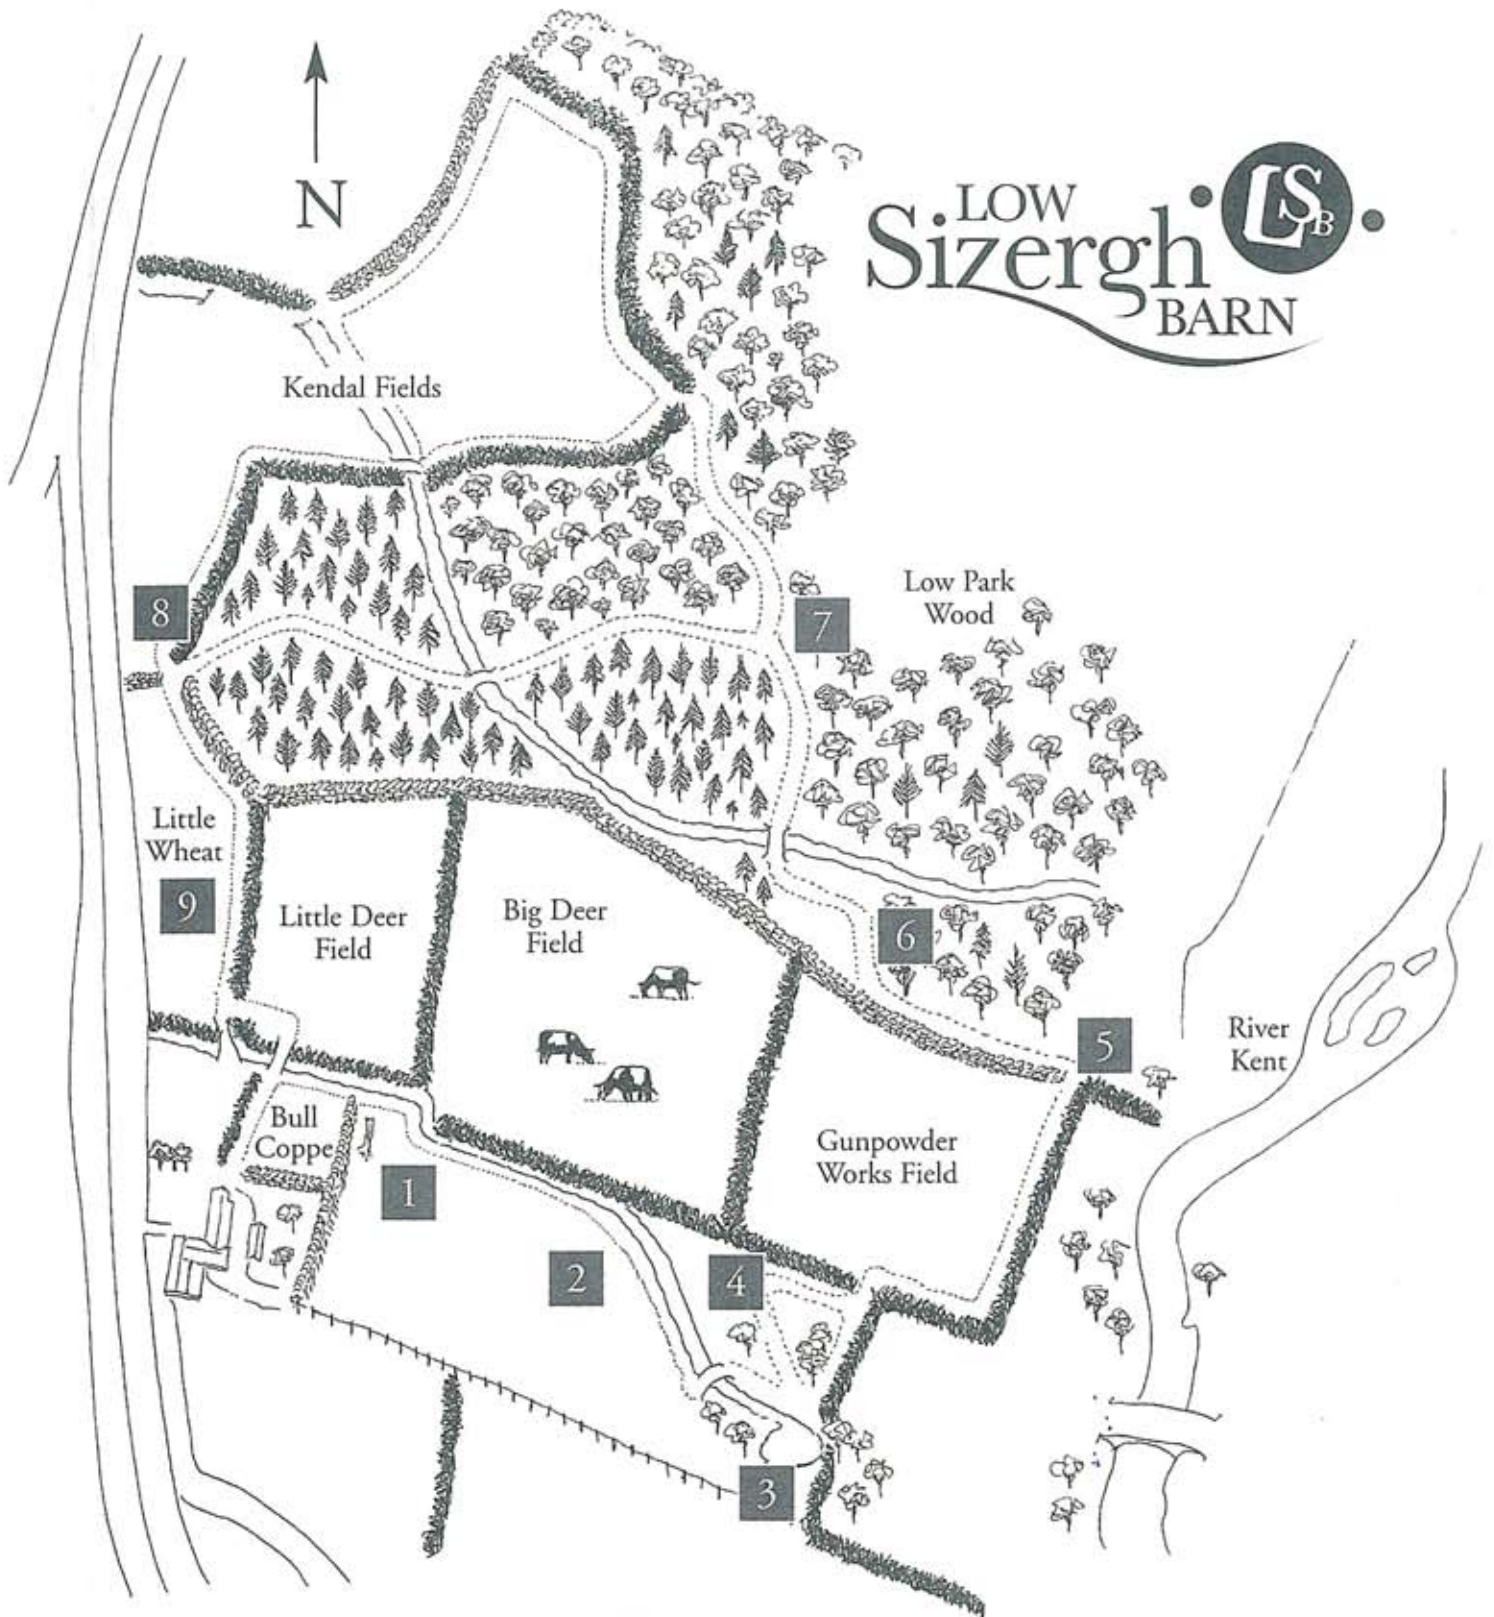 N
LOW
Sizergh
BARN
LSB
Kendal Fields
8
7
Low Park
Wood
Little
Wheat
9
Little Deer
Field
Big Deer
Field
6
5
River
Kent
Bull
Coppe
1
Gunpowder
Works Field
2
4
3